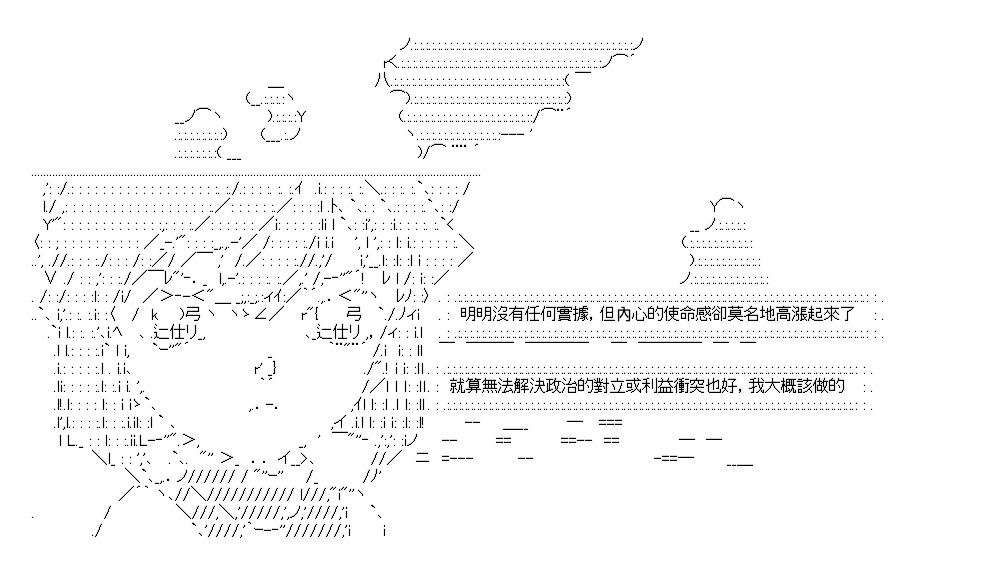 明明沒有任何實據，但內心的使命感卻莫名地高漲起來了
就算無法解決政治的對立或利益衝突也好，我大概該做的